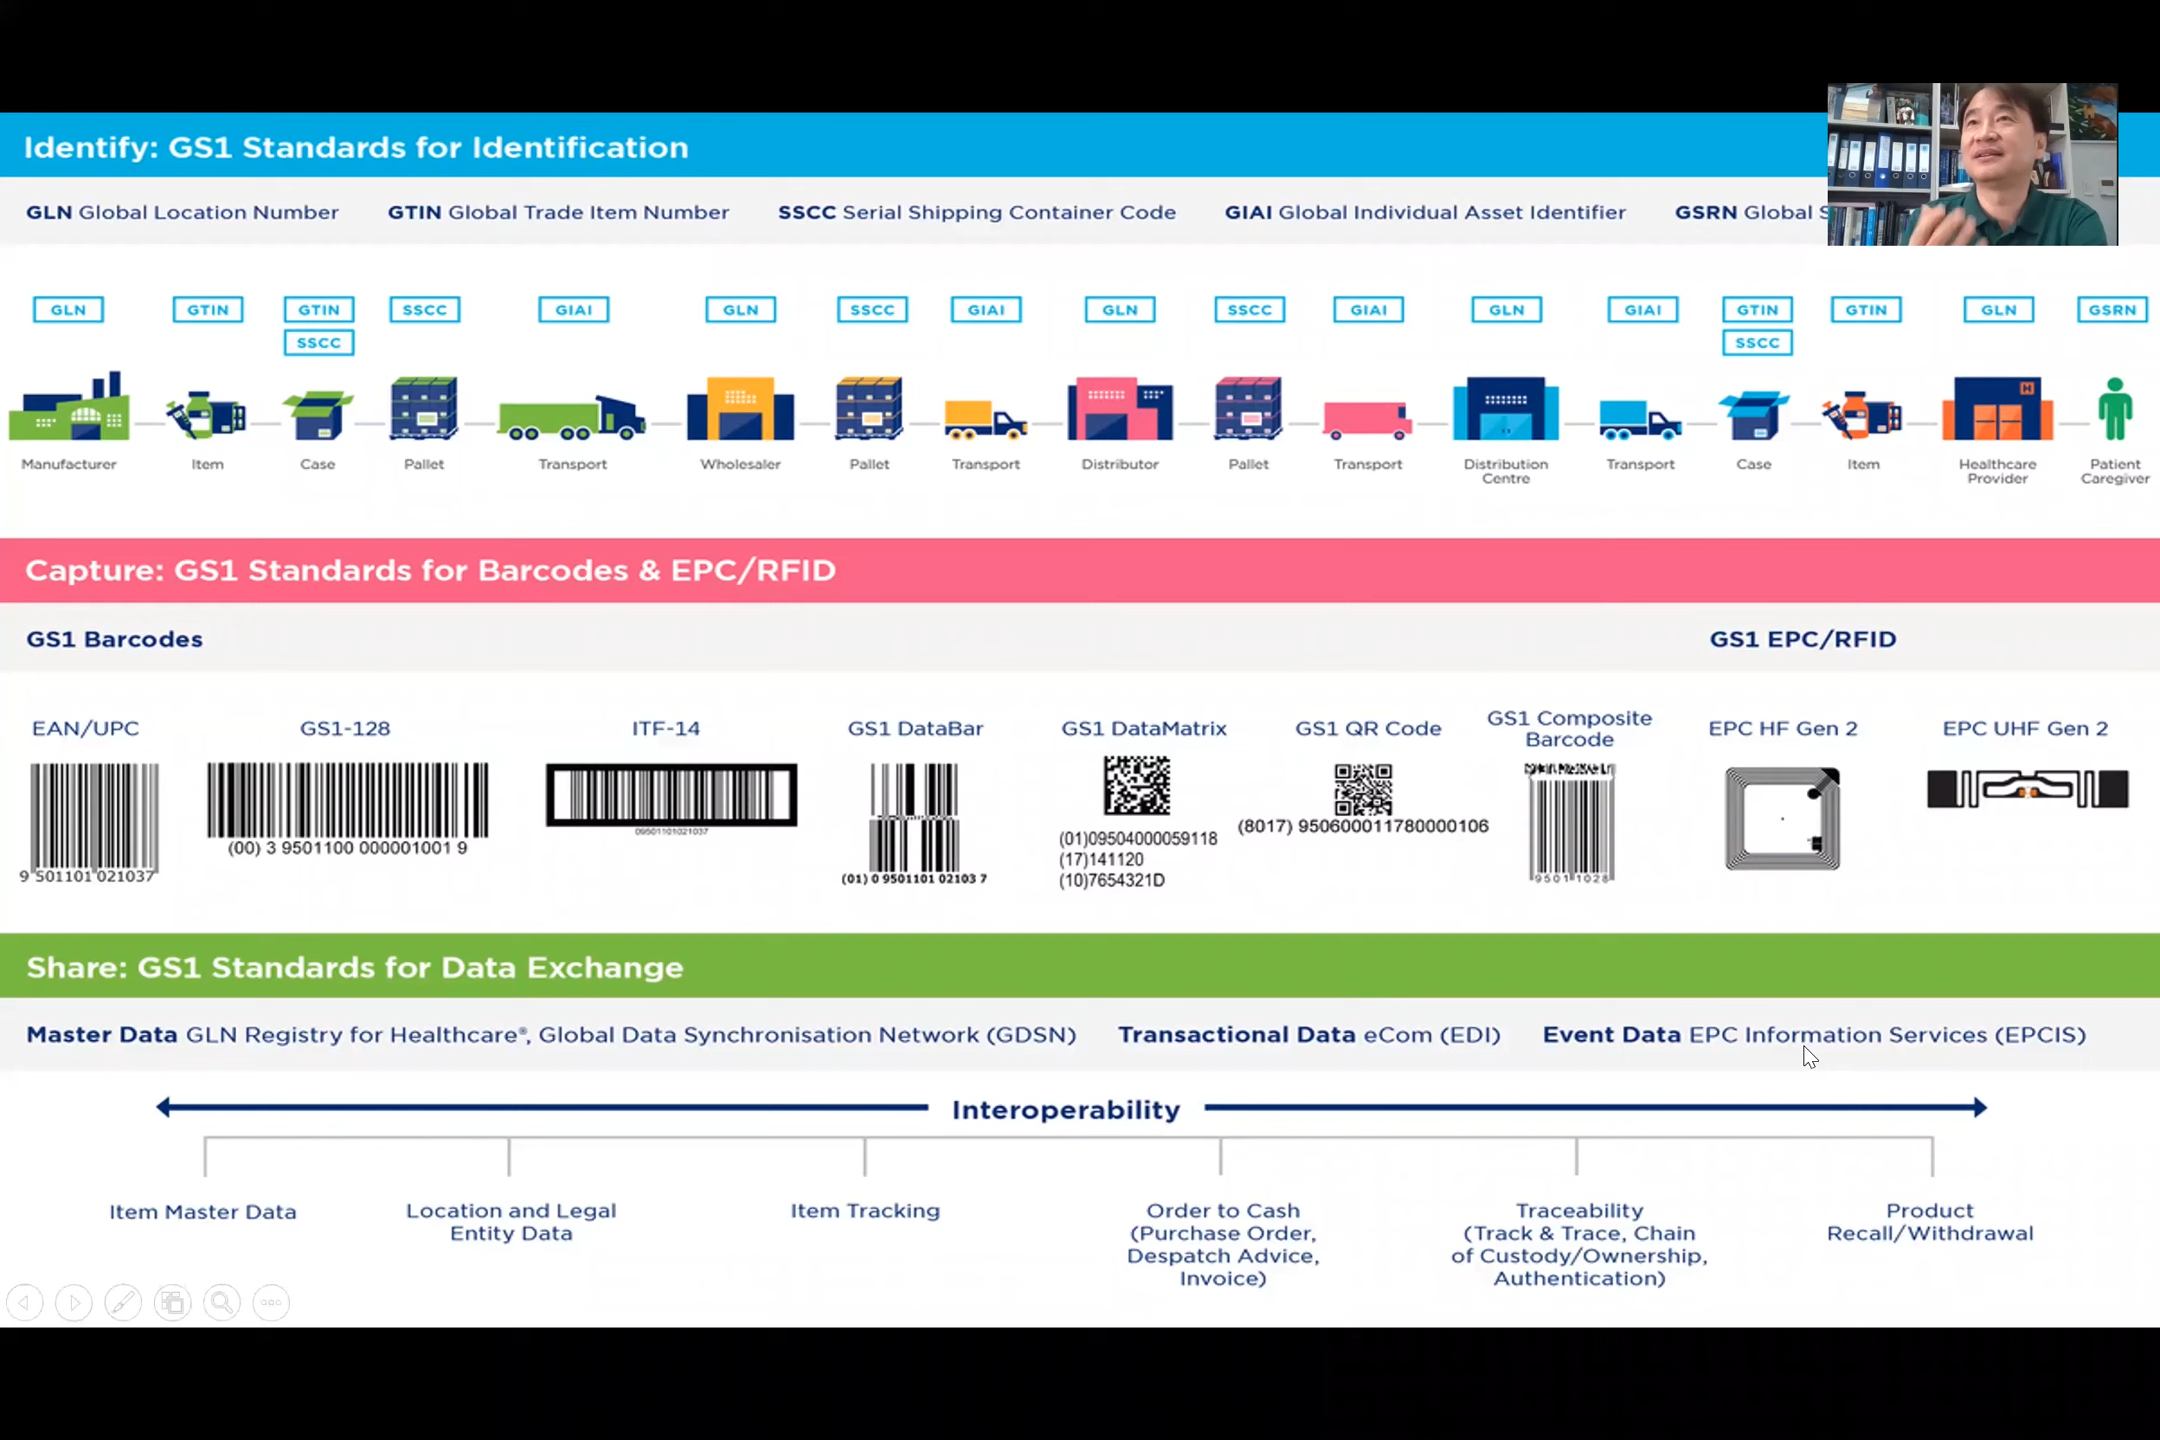 Identify: GS1 Standards for Identification
GLN Global Location Number GTIN Global Trade Item Number SSCC Serial Shipping Container Code GIAI Global Individual Asset Identifier GSRN Global
GLN GTIN GTIN SSCC GIAI GLN SSCC GIAI GLN SSCC GIAI GLN GIAI GTIN GTIN GLN GSRN
SSCC SSCC
H
Manufacturer Item Case Pallet Transport Wholesaler Pallet Transport Distributor Pallet Transport Distribution Transport Case Item Healthcare Patient
Centre Provider Caregiver
Capture: GS1 Standards for Barcodes & EPC/RFID
GS1 Barcodes GS1 EPC/RFID
EAN/UPC GS1-128 ITF-14 GS1 DataBar GS1 DataMatrix GS1 QR Code GS1 Composite EPC HF Gen 2 EPC UHF Gen 2
Barcode
9 501101 021037
(00) 3 9501100 000001001 9
09501101021037
(01) 0 9501101 02103 7
(01)09504000059118
(17)141120
(10)7654321D
(8017) 950600011780000106
95011028
Share: GS1 Standards for Data Exchange
Master Data GLN Registry for Healthcare®, Global Data Synchronisation Network (GDSN) Transactional Data eCom (EDI) Event Data EPC Information Services (EPCIS)
Interoperability
Item Master Data
Location and Legal
Entity Data
Item Tracking
Order to Cash
(Purchase Order,
Despatch Advice,
Invoice)
Traceability
(Track & Trace, Chain
of Custody/Ownership,
Authentication)
Product
Recall/Withdrawal